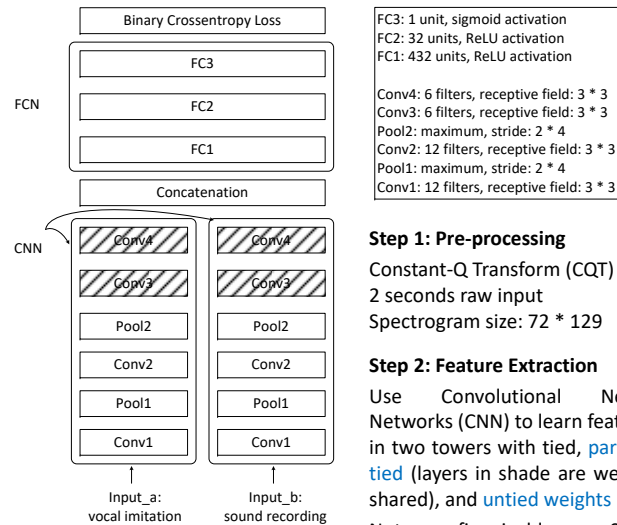 Binary Crossentropy Loss
FCN
FC3
FC2
FC1
Concatenation
CNN
Conv4
Conv3
Pool2
Conv2
Pool1
Conv1
Input_a:
vocal imitation
Conv4
Conv3
Pool2
Conv2
Pool1
Conv1
Input_b:
sound recording
FC3: 1 unit, sigmoid activation
FC2: 32 units, ReLU activation
FC1: 432 units, ReLU activation
Conv4: 6 filters, receptive field: 3 * 3
Conv3: 6 filters, receptive field: 3 * 3
Pool2: maximum, stride: 2 * 4
Conv2: 12 filters, receptive field: 3 * 3
Pool1: maximum, stride: 2 * 4
Conv1: 12 filters, receptive field: 3 * 3
Step 1: Pre-processing
Constant-Q Transform (CQT)
2 seconds raw input
Spectrogram size: 72 * 129
Step 2: Feature Extraction
Use Convolutional Ne
Networks (CNN) to learn feat
in two towers with tied, par
tied (layers in shade are we
shared), and untied weights